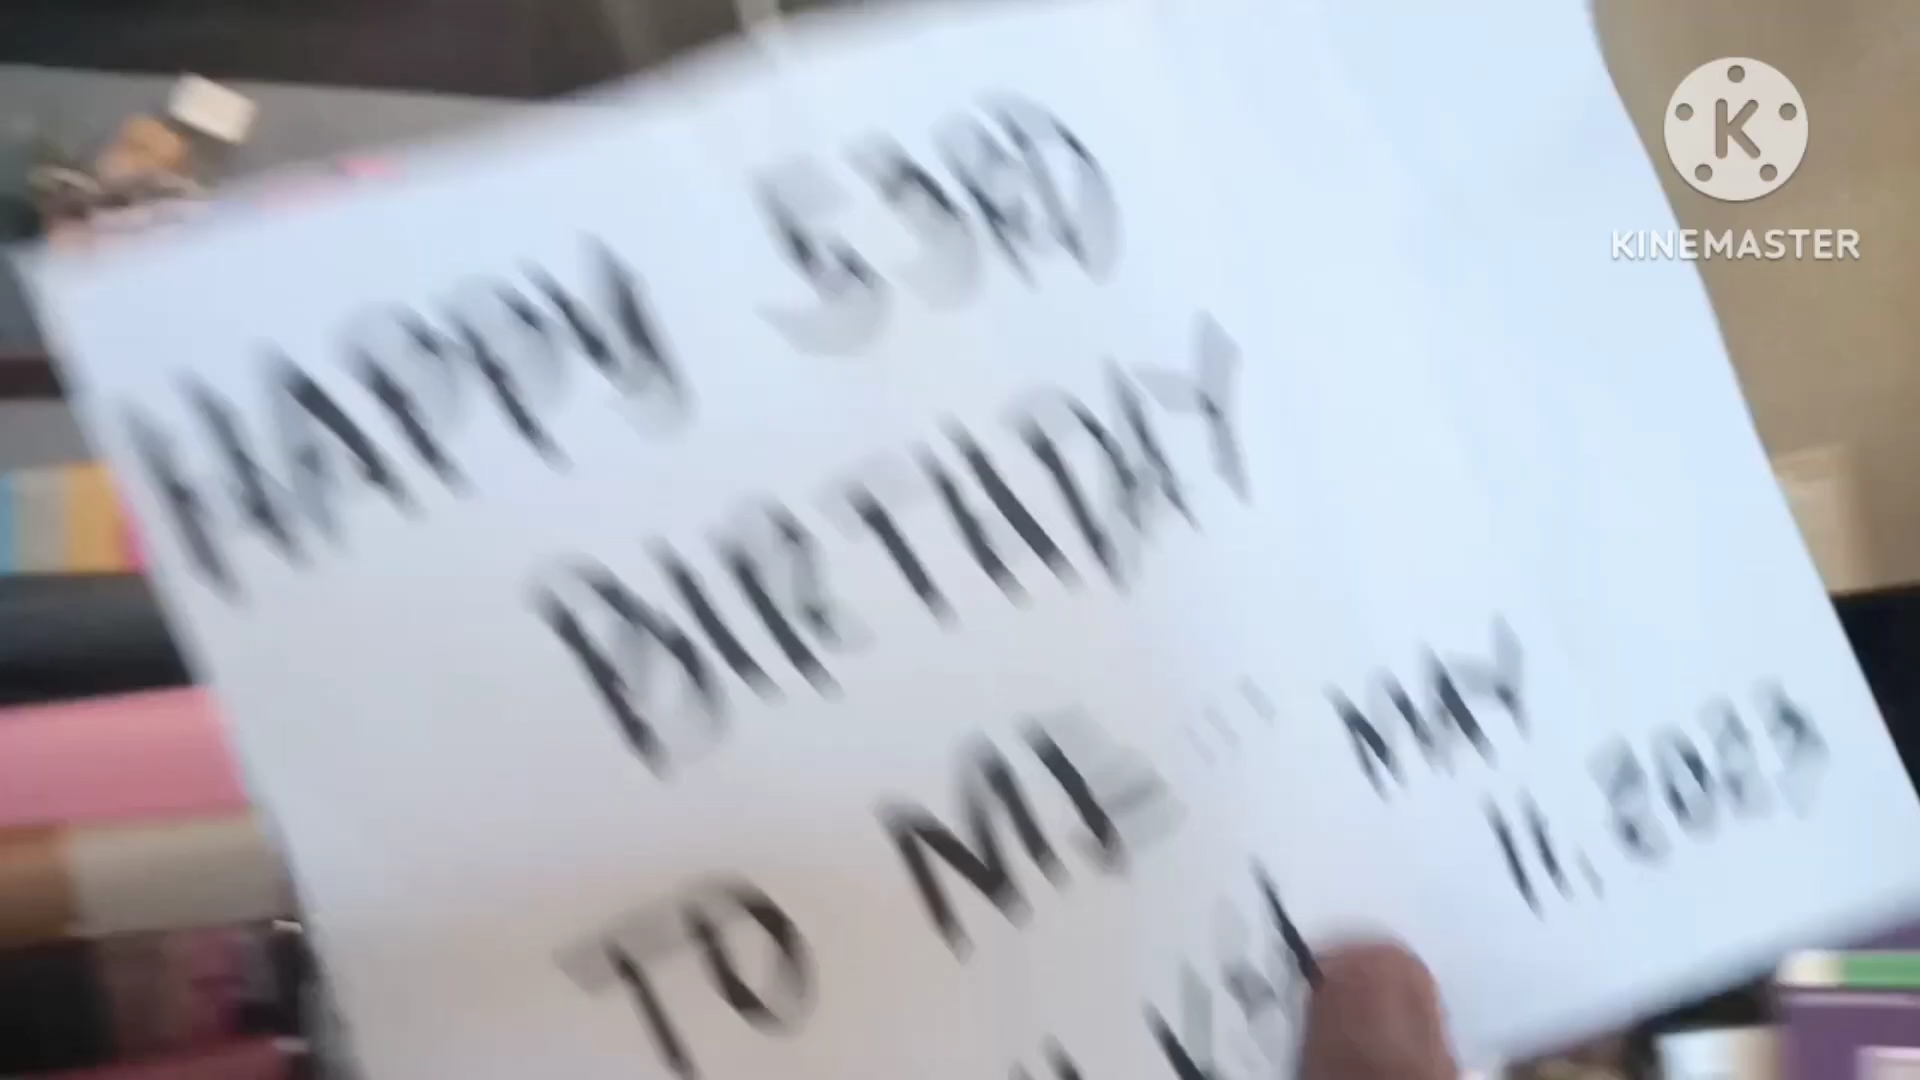 HAPPY 53RD
BIRTHDAY
TO ME
MAY
11, 2023
K
KINEMASTER